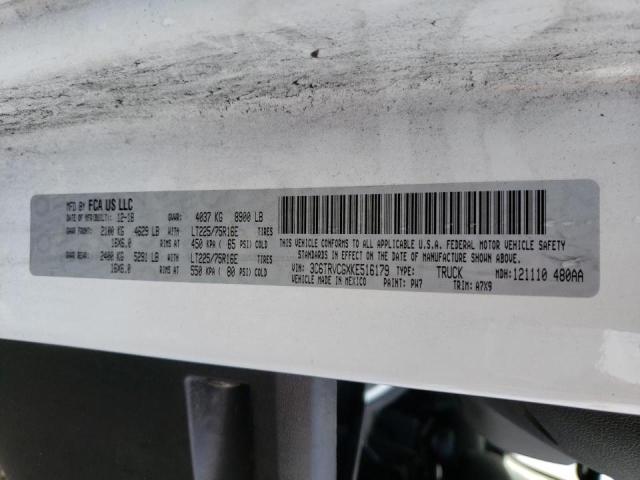 MFD BY FCA US LLC
DATE OF MFR(BUILT): 12-18 GVWR: 4037 KG 8900 LB
GAWR FRONT: 2100 KG 4629 LB LT225/75R16E TIRES
16X6.0 RIMS AT 450 KPA ( 65 PSI) COLD
GAWR REAR: 2400 KG 5291 LB LT225/75R16E TIRES
16X6.0 RIMS AT 550 KPA ( 80 PSI) COLD
THIS VEHICLE CONFORMS TO ALL APPLICABLE U.S.A. FEDERAL MOTOR VEHICLE SAFETY
STANDARDS IN EFFECT ON THE DATE OF MANUFACTURE SHOWN ABOVE.
VIN: 3C6TRVCGXKE516179 TYPE: TRUCK MDH: 121110 480AA
VEHICLE MADE IN MEXICO PAINT: PW7 TRIM: A7X9